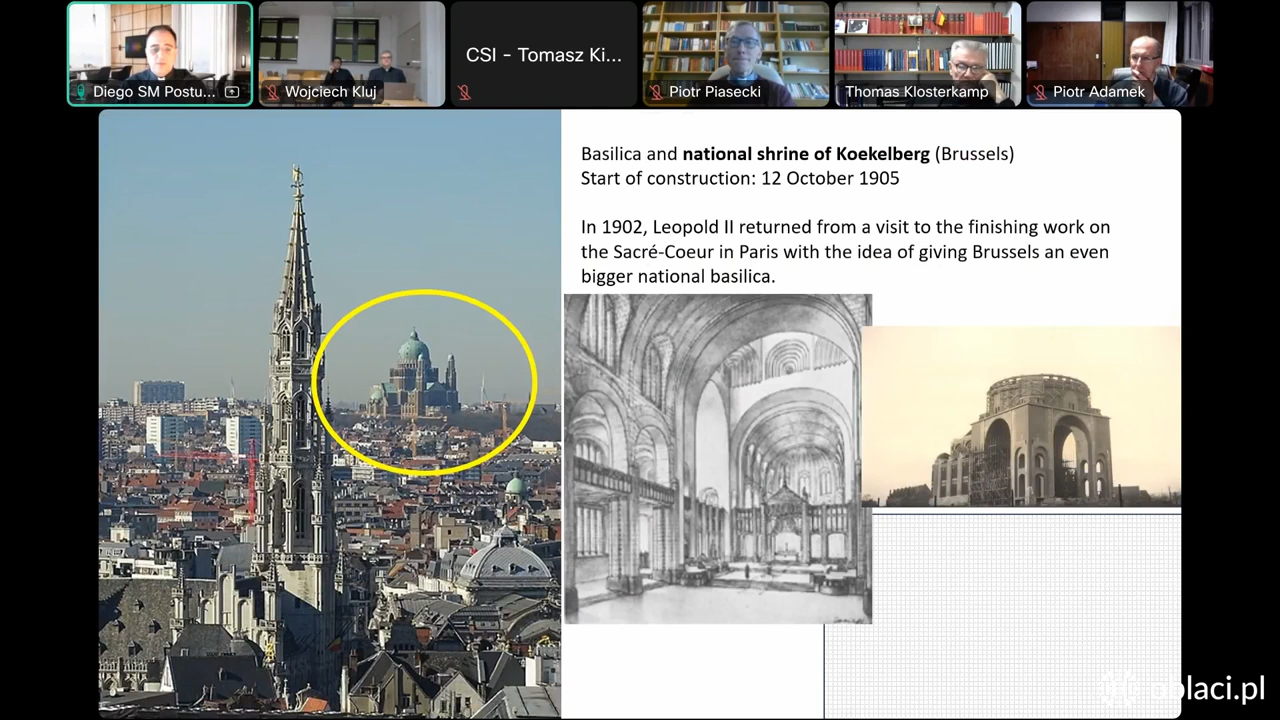 Diego SM Postu...
Wojciech Kluj
CSI - Tomasz Ki...
Piotr Piasecki
Thomas Klosterkamp
Piotr Adamek
Basilica and national shrine of Koekelberg (Brussels)
Start of construction: 12 October 1905
In 1902, Leopold II returned from a visit to the finishing work on
the Sacré-Coeur in Paris with the idea of giving Brussels an even
bigger national basilica.
oblaci.pl